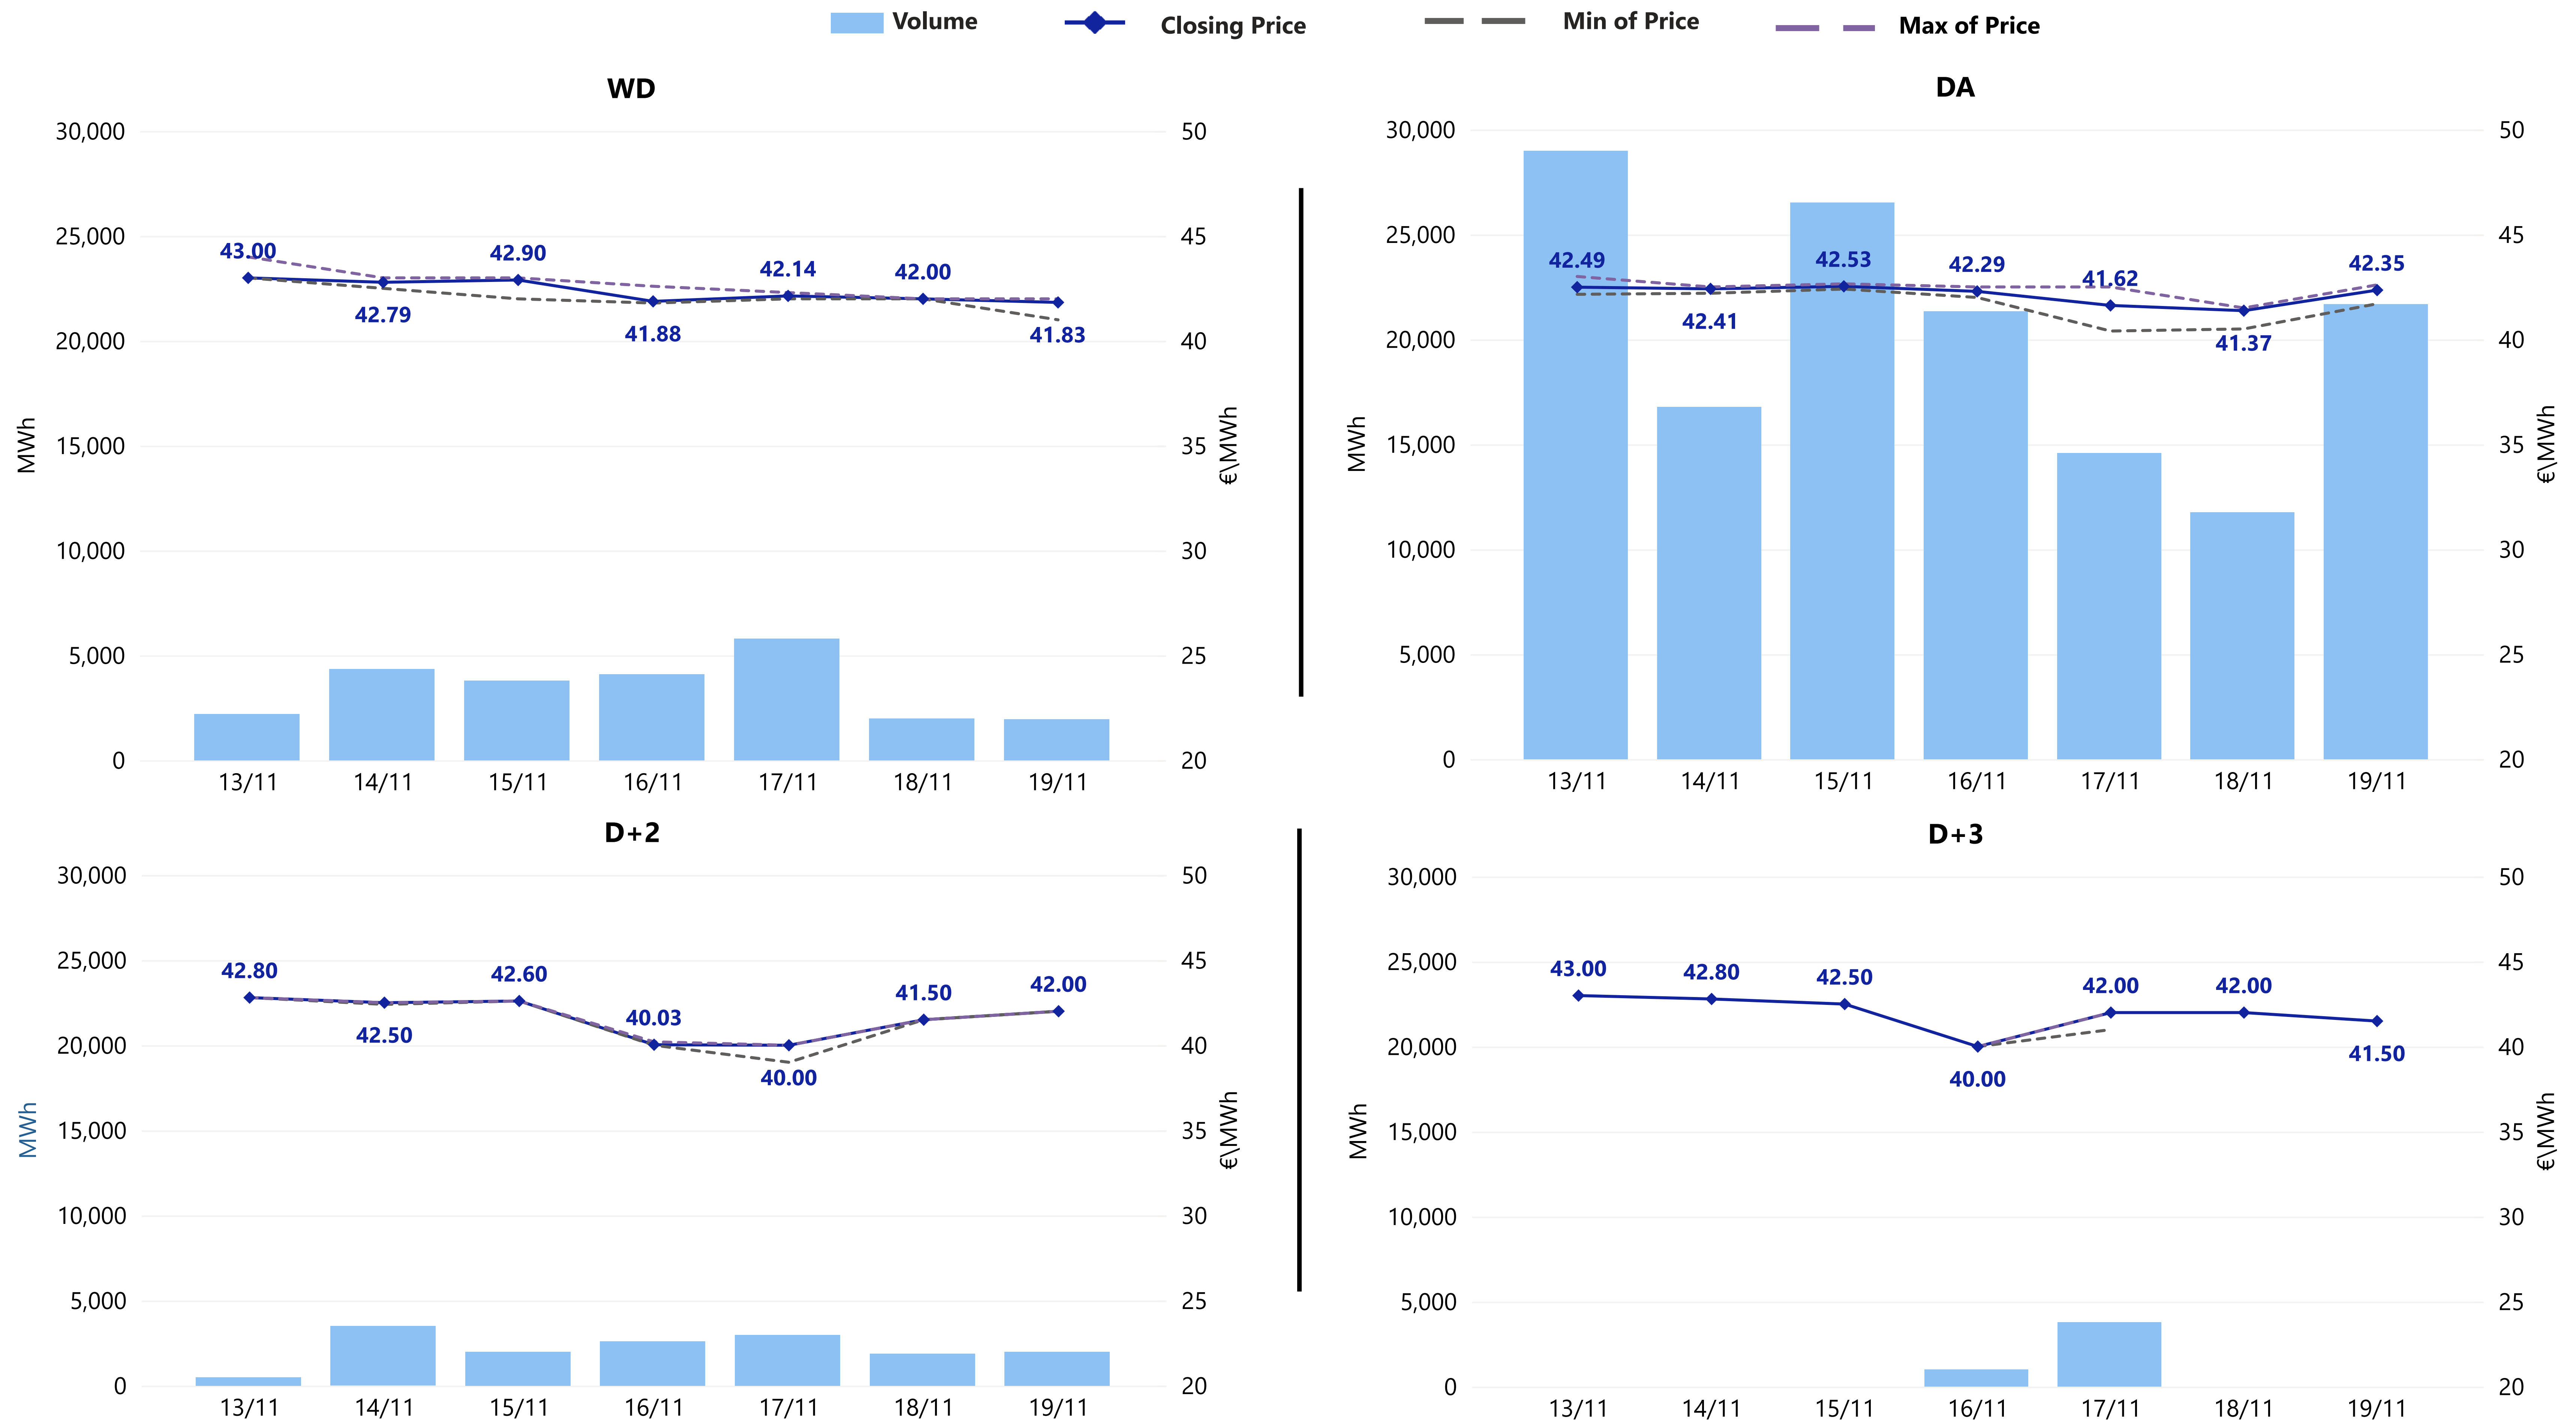 Volume Closing Price Min of Price Max of Price
WD
30,000 50
25,000 45
20,000 40
15,000 35
10,000 30
5,000 25
0 20
MWh
€\MWh
43.00 42.79 42.90 41.88 42.14 42.00 41.83
13/11 14/11 15/11 16/11 17/11 18/11 19/11
DA
30,000 50
25,000 45
20,000 40
15,000 35
10,000 30
5,000 25
0 20
MWh
€\MWh
42.49 42.41 42.53 42.29 41.62 41.37 42.35
13/11 14/11 15/11 16/11 17/11 18/11 19/11
D+2
30,000 50
25,000 45
20,000 40
15,000 35
10,000 30
5,000 25
0 20
MWh
€\MWh
42.80 42.50 42.60 40.03 40.00 41.50 42.00
13/11 14/11 15/11 16/11 17/11 18/11 19/11
D+3
30,000 50
25,000 45
20,000 40
15,000 35
10,000 30
5,000 25
0 20
MWh
€\MWh
43.00 42.80 42.50 40.00 42.00 42.00 41.50
13/11 14/11 15/11 16/11 17/11 18/11 19/11